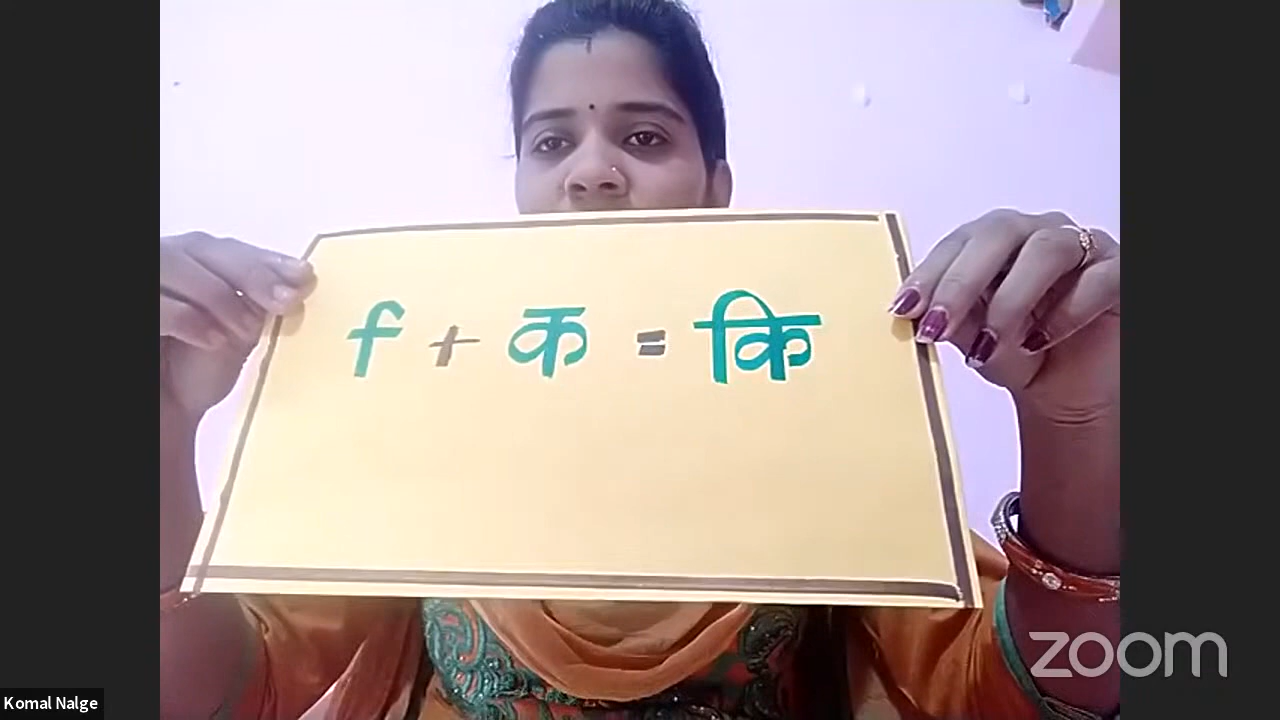 ि + क = कि
zoom
Komal Nalge